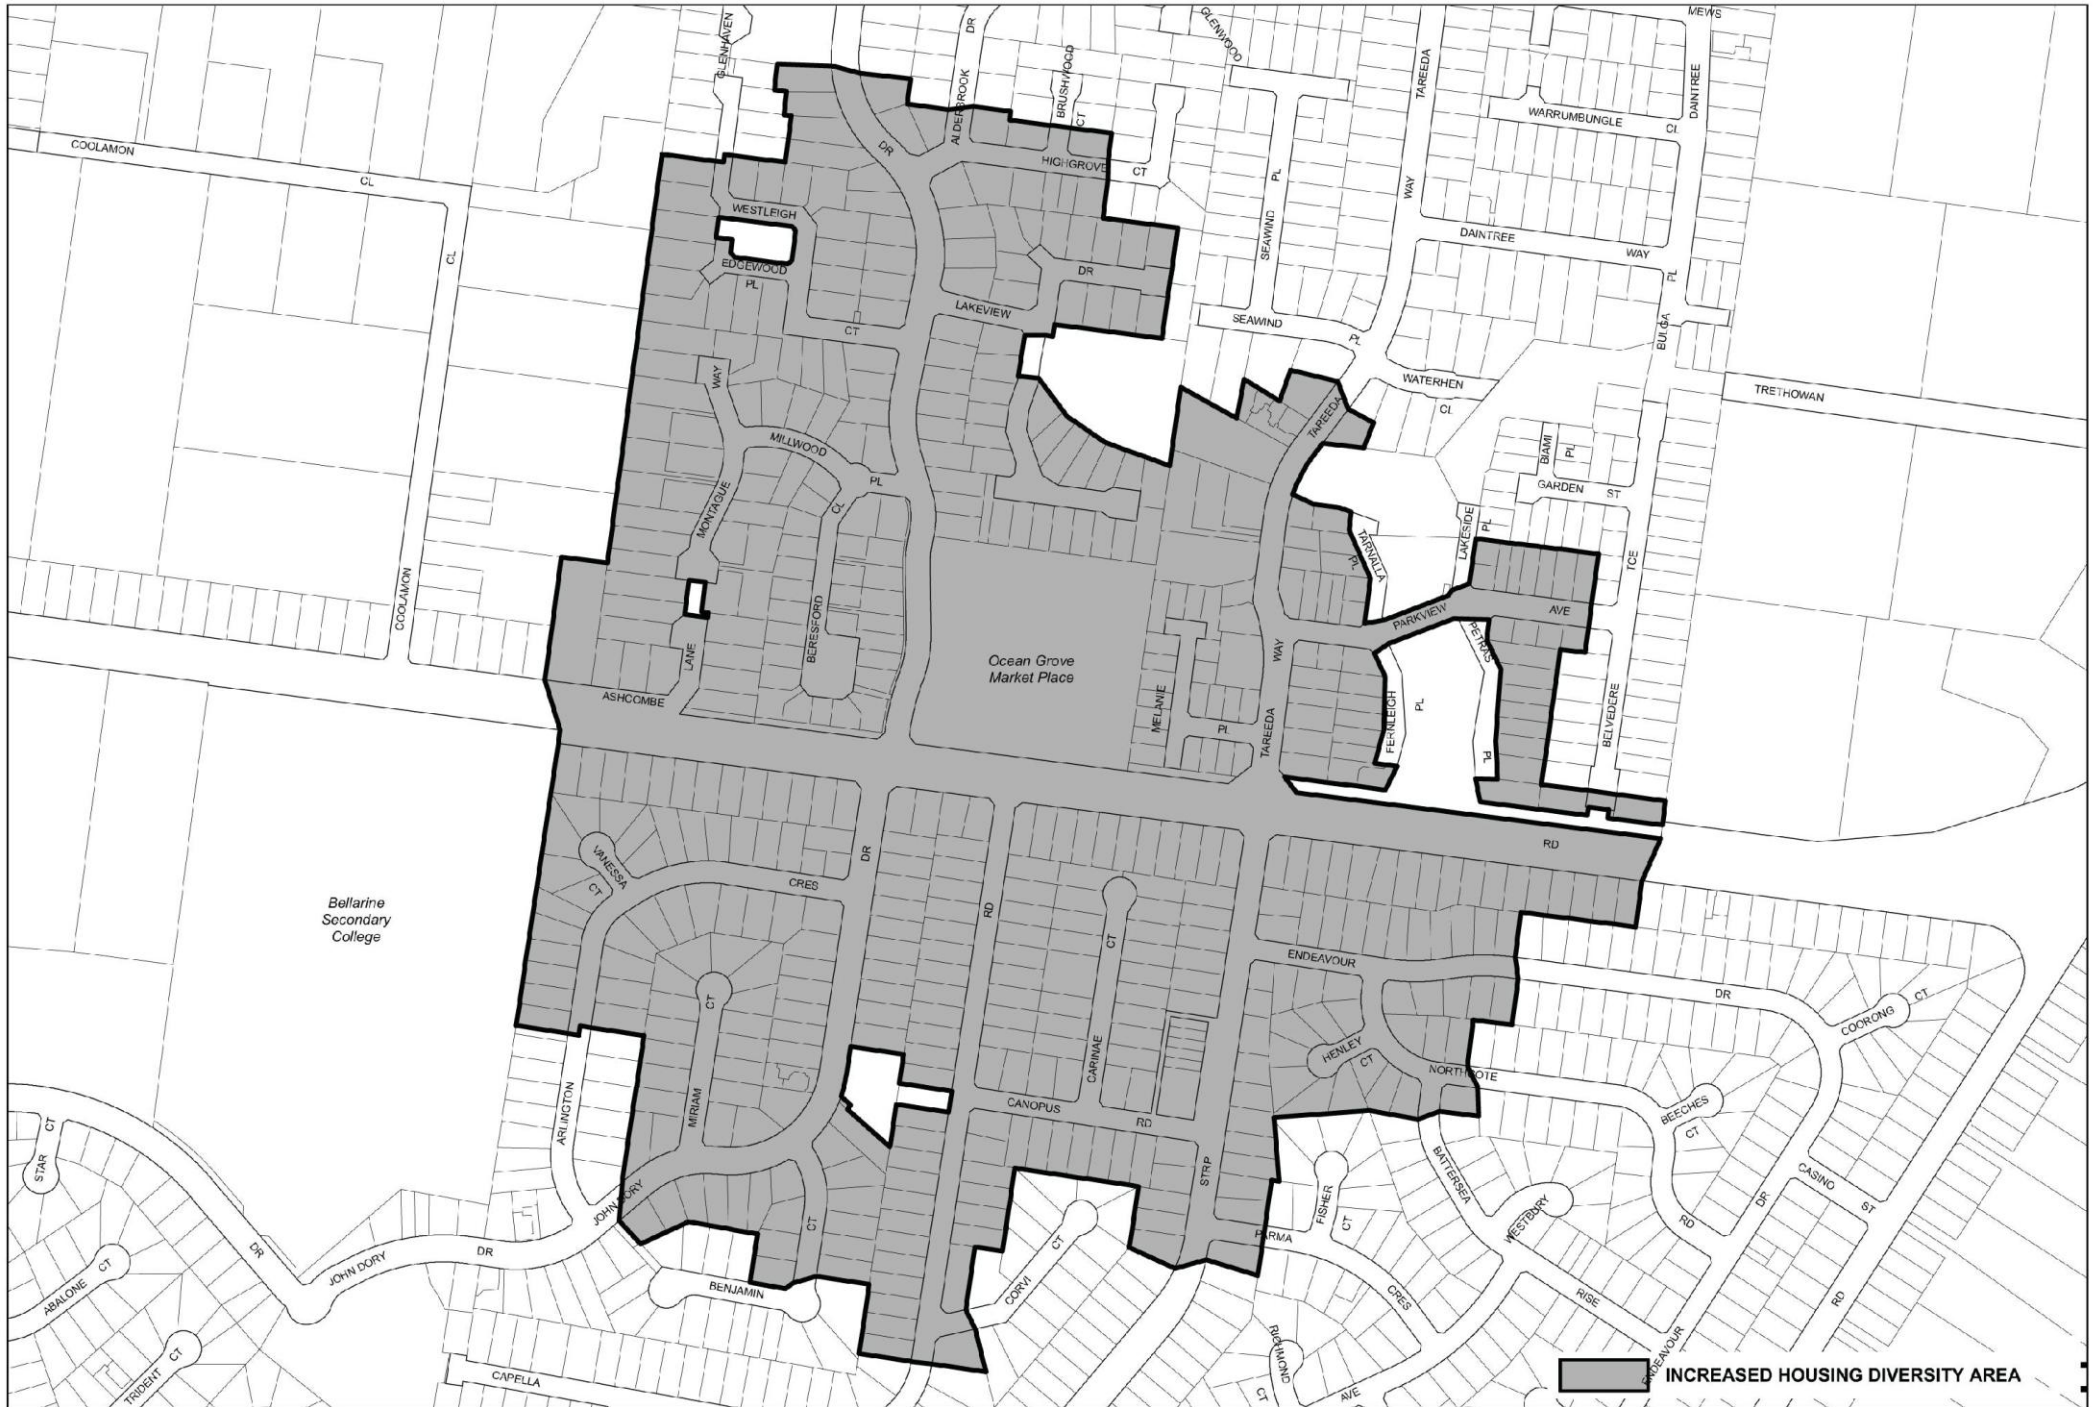 GLENHAVEN
DR
ALDERBROOK
BRUSHWOOD
CT
GLENWOOD
TAREEDA
MEWS
DAINTREE
WARRUMBUNGLE
CL
COOLAMON
CL
DR
HIGHGROVE
CT
SEAWIND
PL
WAY
WESTLEIGH
DAINTREE
WAY
CL
EDGEWOOD
PL
DR
PL
LAKEVIEW
CT
SEAWIND
PL
BULGA
WAY
WATERHEN
CL
TRETHOWAN
TAREEDA
MILLWOOD
PL
BIAMI
PL
MONTAGUE
CL
GARDEN
ST
LAKESIDE
PL
TARNALLA
PL
TCE
COOLAMON
BERESFORD
PARKVIEW
AVE
LANE
Ocean Grove
Market Place
WAY
PETRAS
ASHCOMBE
MELANIE
PL
TAREEDA
FERNLEIGH
PL
PL
BELVEDERE
RD
VANESSA
CT
DR
CRES
Bellarine
Secondary
College
RD
CT
ENDEAVOUR
DR
CT
COORONG
CT
CARINAE
HENLEY
CT
NORTHCOTE
ARLINGTON
MIRIAM
CANOPUS
RD
BEECHES
CT
STAR
CT
STRP
BATTERSEA
CASINO
ST
JOHN DORY
CT
FISHER
CT
WESTBURY
RD
DR
DR
JOHN DORY
DR
PARMA
ABALONE
CT
BENJAMIN
CORVI
CT
CRES
RISE
RD
TRIDENT
CT
CAPELLA
RICHMOND
CT
AVE
ENDEAVOUR
INCREASED HOUSING DIVERSITY AREA